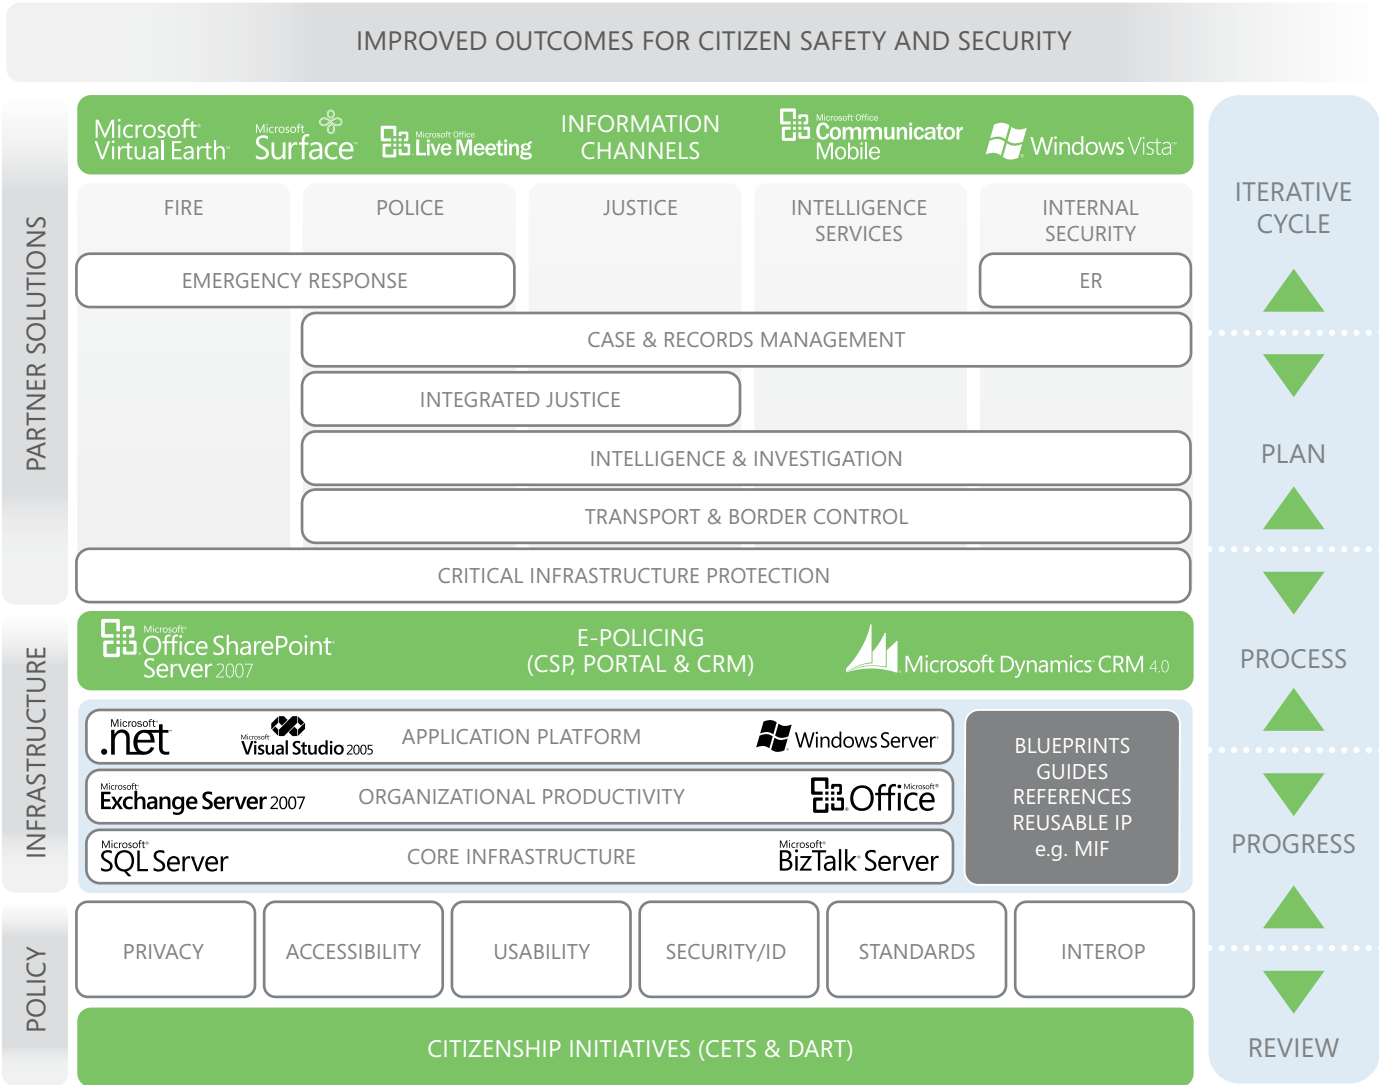 IMPROVED OUTCOMES FOR CITIZEN SAFETY AND SECURITY
PARTNER SOLUTIONS
Microsoft®
Virtual Earth™
Microsoft
Surface™
Microsoft Office
Live Meeting
INFORMATION
CHANNELS
Microsoft Office
Communicator
Mobile
Windows Vista™
FIRE
POLICE
JUSTICE
INTELLIGENCE
SERVICES
INTERNAL
SECURITY
EMERGENCY RESPONSE
ER
CASE & RECORDS MANAGEMENT
INTEGRATED JUSTICE
INTELLIGENCE & INVESTIGATION
TRANSPORT & BORDER CONTROL
CRITICAL INFRASTRUCTURE PROTECTION
INFRASTRUCTURE
Microsoft®
Office SharePoint®
Server 2007
E-POLICING
(CSP, PORTAL & CRM)
Microsoft Dynamics® CRM 4.0
Microsoft®
.net
Microsoft
Visual Studio 2005
APPLICATION PLATFORM
Windows Server®
Microsoft®
Exchange Server 2007
ORGANIZATIONAL PRODUCTIVITY
Microsoft®
Office
Microsoft®
SQL Server
CORE INFRASTRUCTURE
Microsoft®
BizTalk® Server
BLUEPRINTS
GUIDES
REFERENCES
REUSABLE IP
e.g. MIF
POLICY
PRIVACY
ACCESSIBILITY
USABILITY
SECURITY/ID
STANDARDS
INTEROP
CITIZENSHIP INITIATIVES (CETS & DART)
ITERATIVE
CYCLE
PLAN
PROCESS
PROGRESS
REVIEW